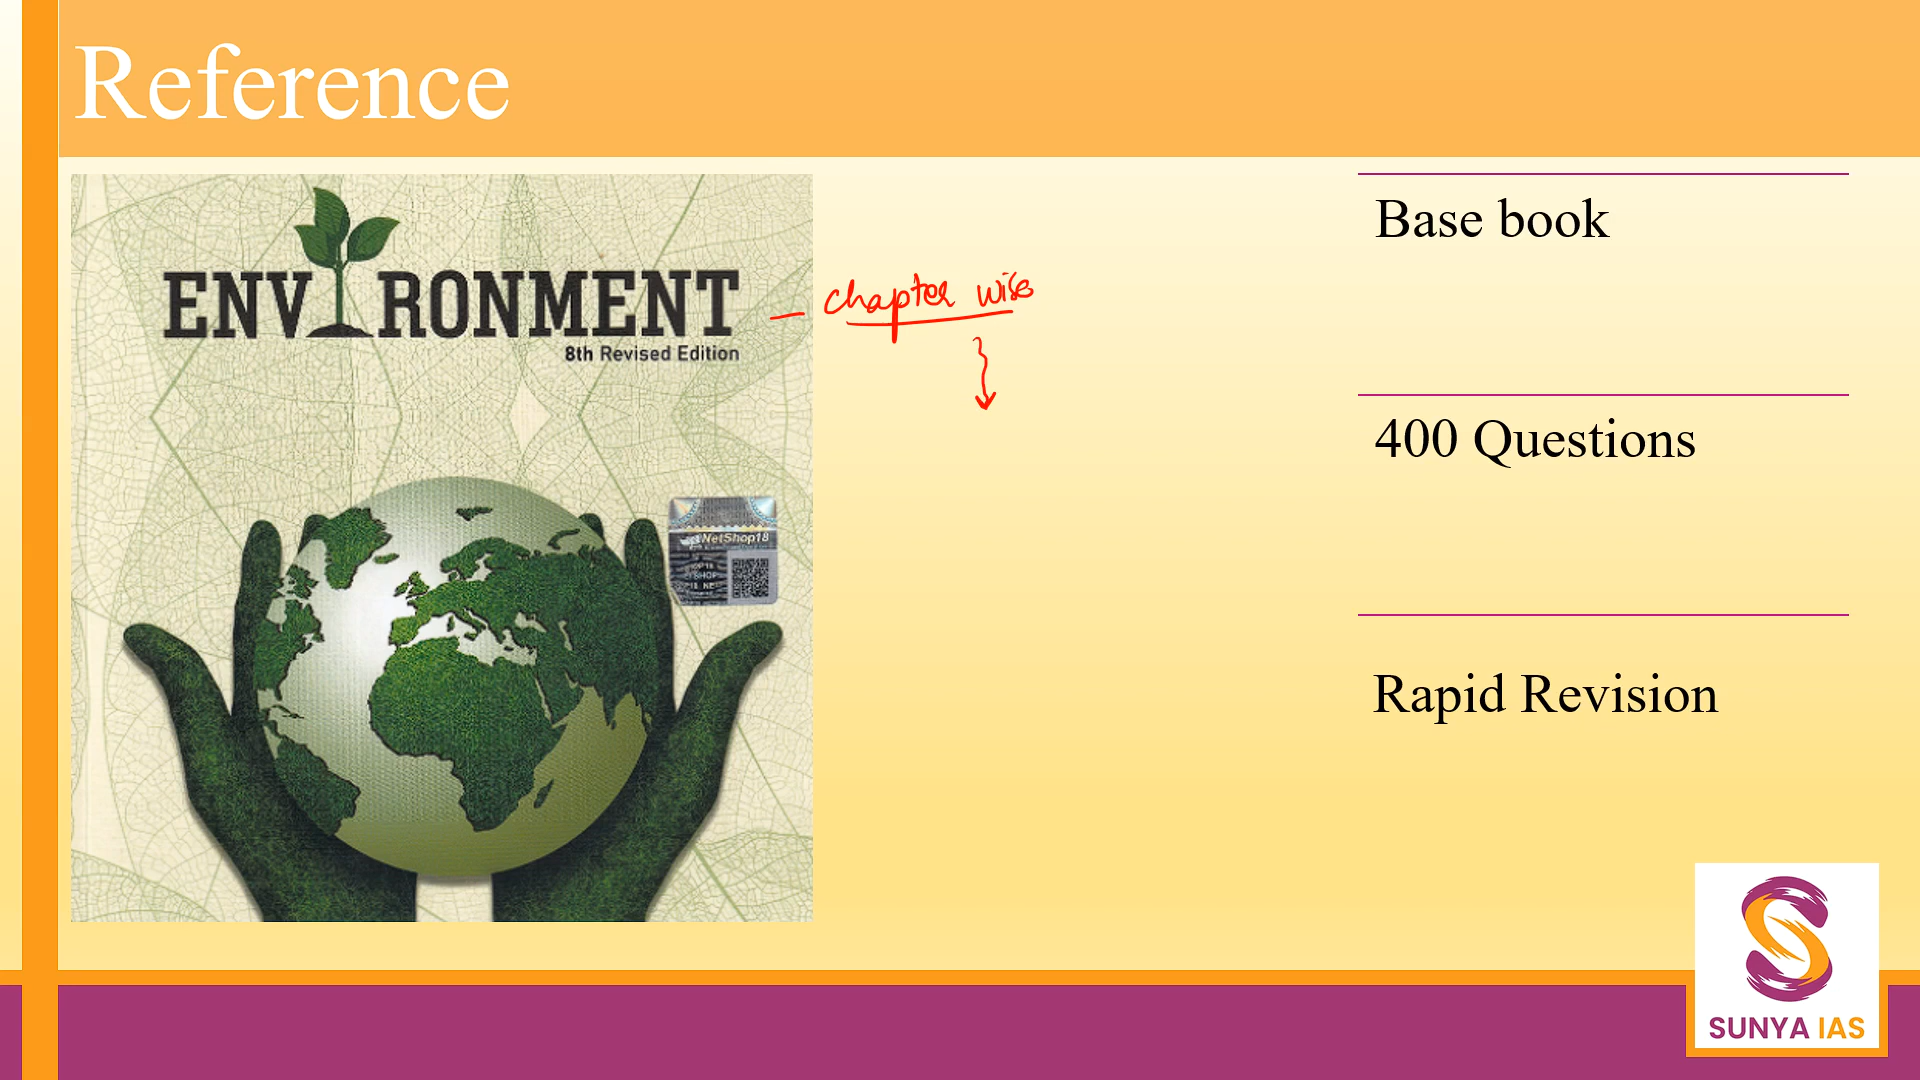 Reference
ENVIRONMENT
8th Revised Edition
chapter wise
NetShop18
Base book
400 Questions
Rapid Revision
SUNYA IAS